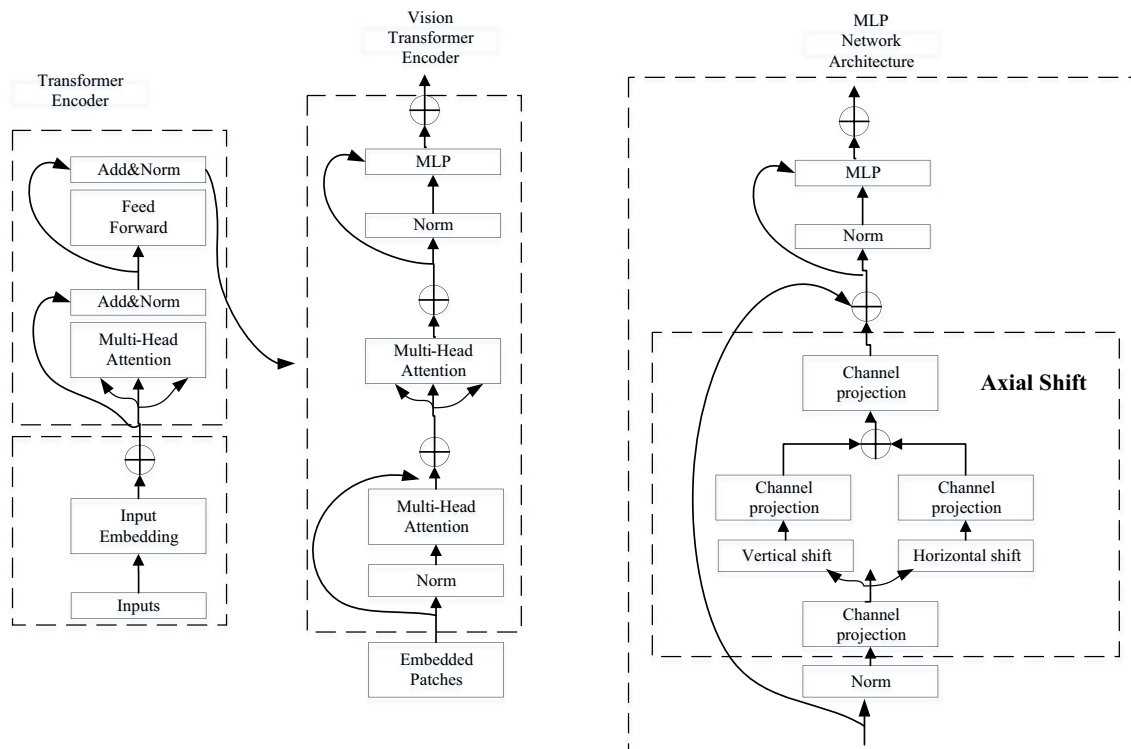 Transformer
Encoder
Add&Norm
Feed
Forward
Add&Norm
Multi-Head
Attention
Input
Embedding
Inputs
Vision
Transformer
Encoder
MLP
Norm
Multi-Head
Attention
Multi-Head
Attention
Norm
Embedded
Patches
MLP
Network
Architecture
MLP
Norm
Channel
projection
Axial Shift
Channel
projection
Channel
projection
Vertical shift
Horizontal shift
Channel
projection
Norm